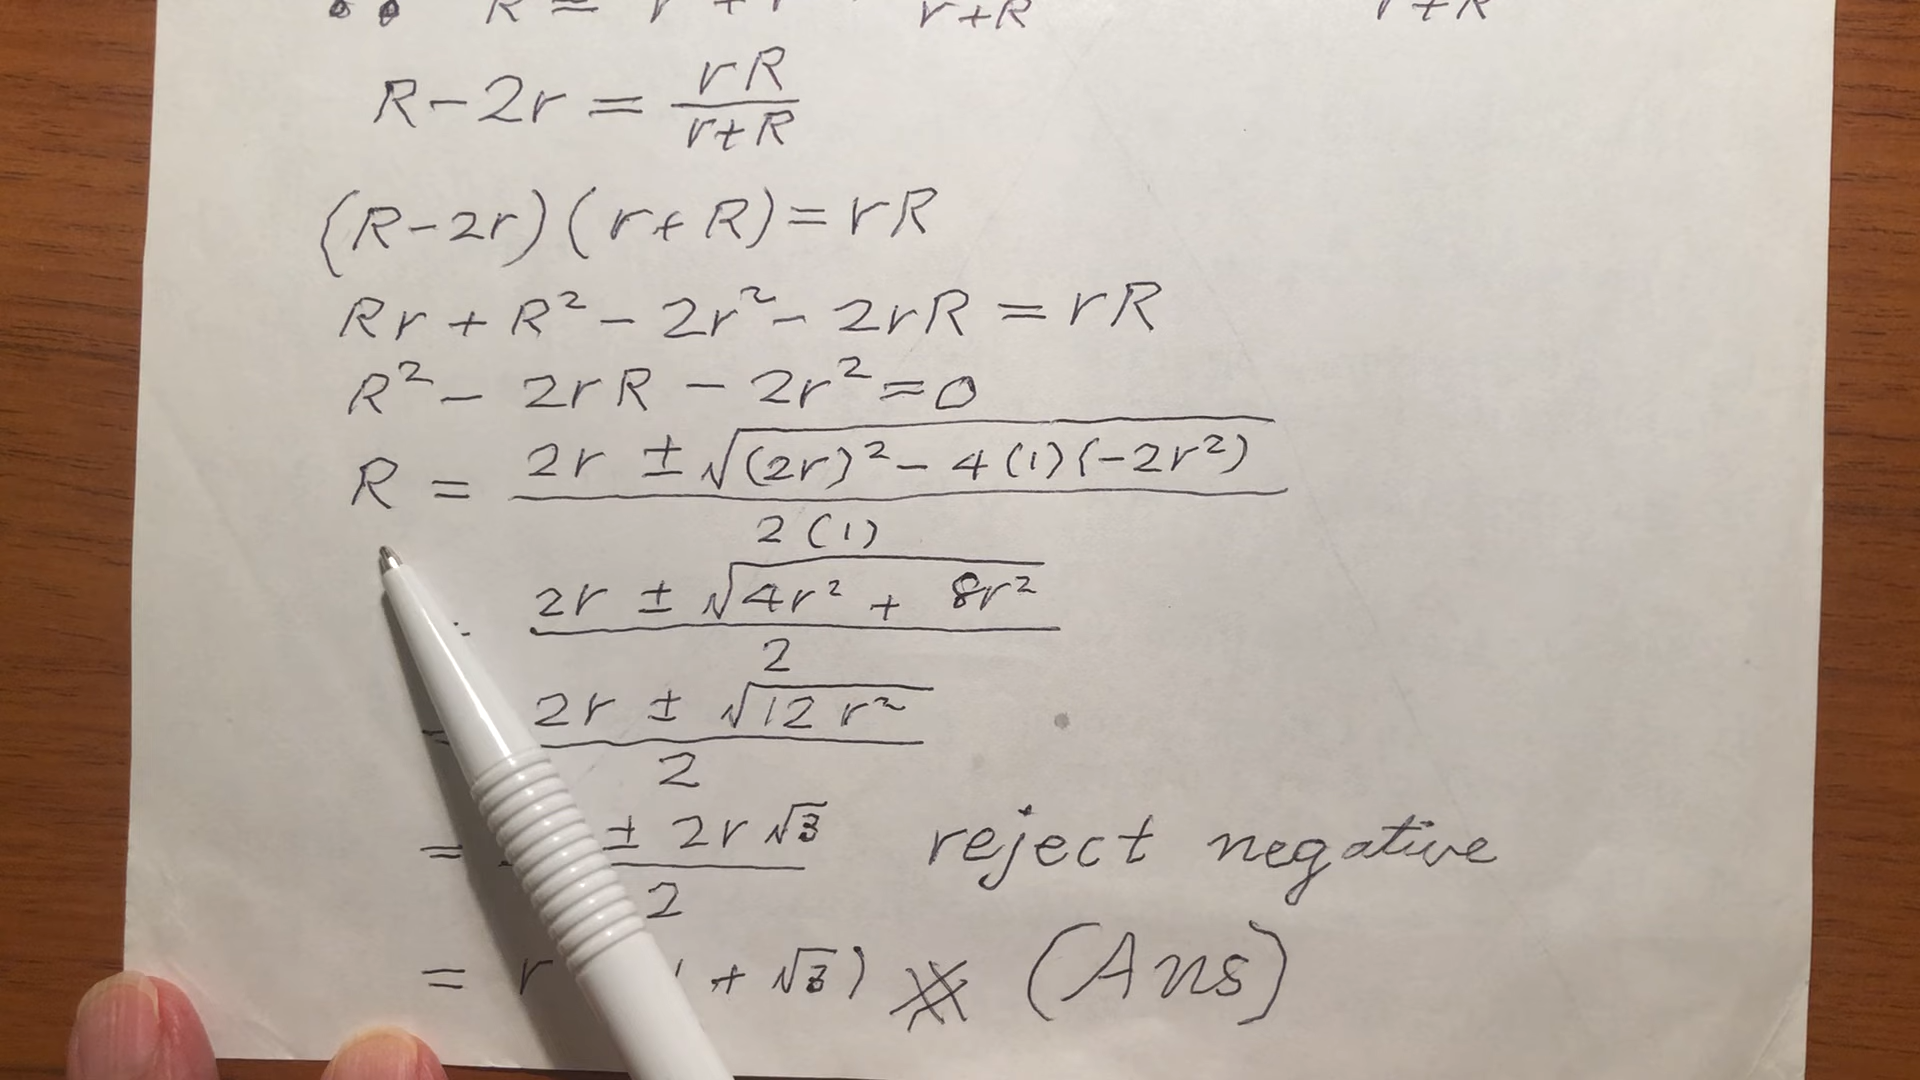 ∴ R = r + r r+R r+R
R - 2r = rR / r+R
(R-2r)(r+R) = rR
Rr + R² - 2r² - 2rR = rR
R² - 2rR - 2r² = 0
R = 2r ± √(2r)² - 4(1)(-2r²) / 2(1)
2r ± √4r² + 8r² / 2
= 2r ± √12r² / 2
= ± 2r√3 / 2 reject negative
= r + √3) (Ans)